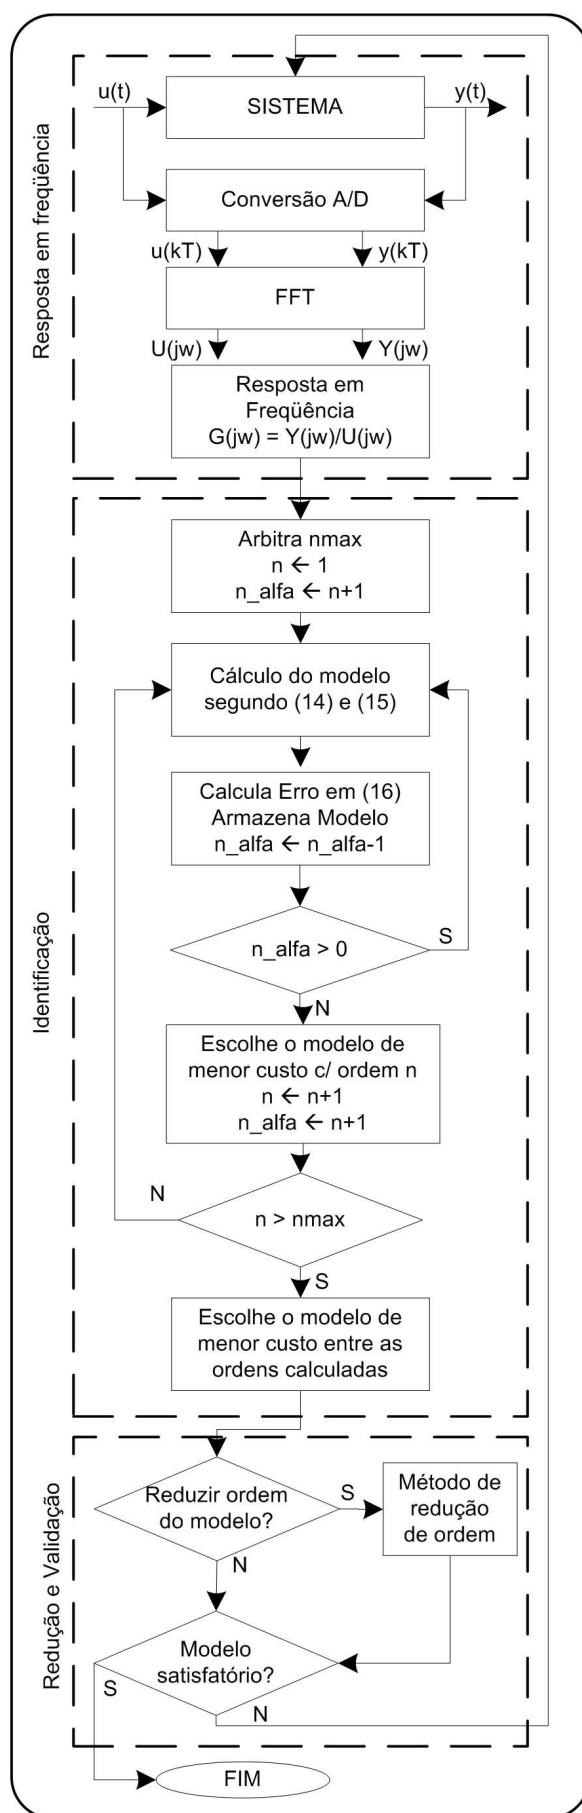 Resposta em freqüência
u(t)
SISTEMA
y(t)
Conversão A/D
u(kT)
y(kT)
FFT
U(jw)
Y(jw)
Resposta em
Freqüência
G(jw) = Y(jw)/U(jw)
Identificação
Arbitra nmax
n ← 1
n_alfa ← n+1
Cálculo do modelo
segundo (14) e (15)
Calcula Erro em (16)
Armazena Modelo
n_alfa ← n_alfa-1
n_alfa > 0
S
N
Escolhe o modelo de
menor custo c/ ordem n
n ← n+1
n_alfa ← n+1
N
n > nmax
S
Escolhe o modelo de
menor custo entre as
ordens calculadas
Redução e Validação
Reduzir ordem
do modelo?
S
Método de
redução
de ordem
N
Modelo
satisfatório?
S
N
FIM